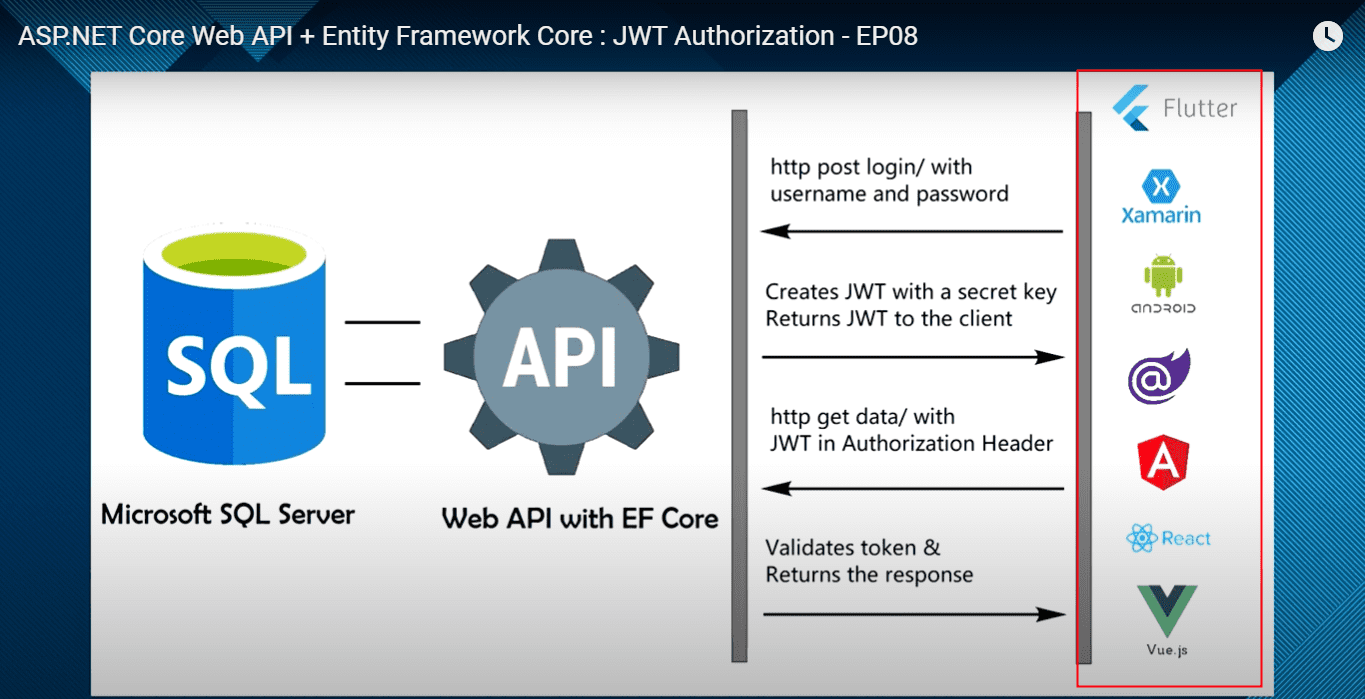 ASP.NET Core Web API + Entity Framework Core : JWT Authorization - EP08
Flutter
http post login/ with
username and password
X
Xamarin
ANDROID
Creates JWT with a secret key
Returns JWT to the client
SQL
API
@
http get data/ with
JWT in Authorization Header
A
Microsoft SQL Server
Web API with EF Core
React
Validates token &
Returns the response
Vue.js